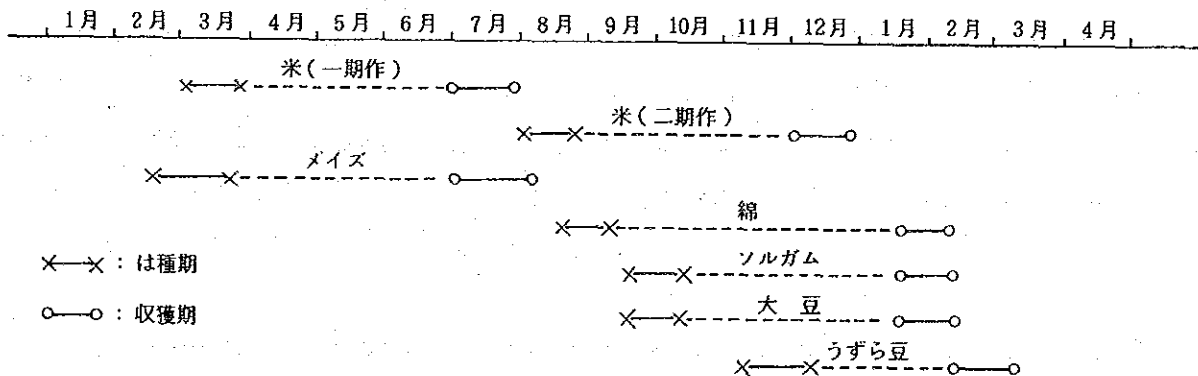 1月 2月 3月 4月 5月 6月 7月 8月 9月 10月 11月 12月 1月 2月 3月 4月
米(一期作)
米(二期作)
メイズ
綿
×──× : は種期
ソルガム
○──○ : 収獲期
大 豆
うずら豆